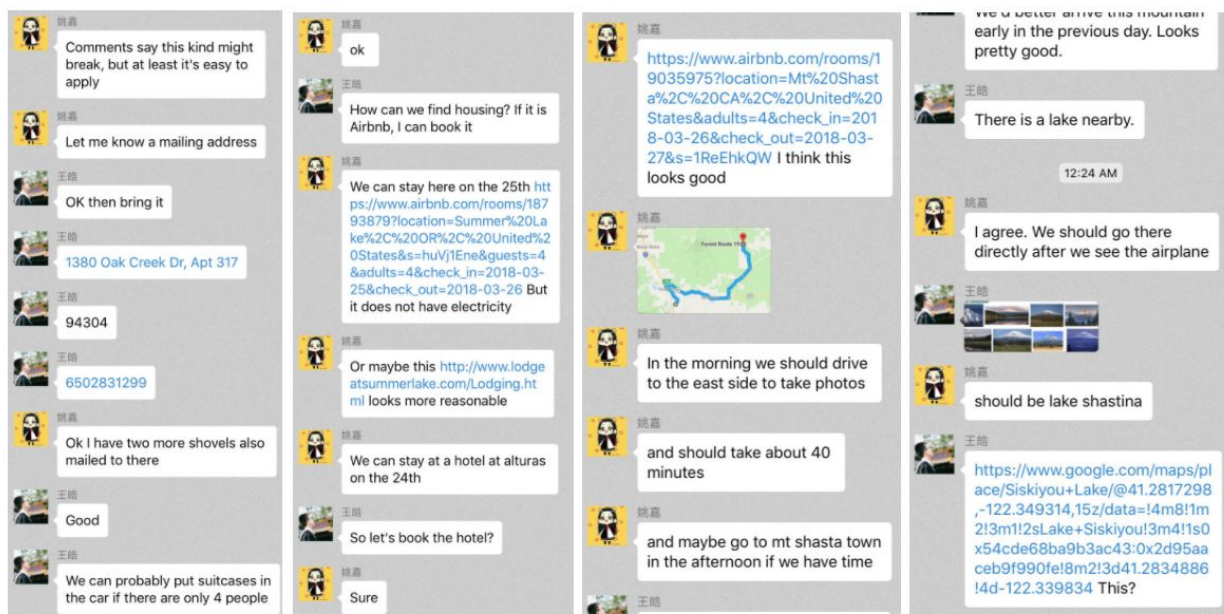 姚嘉
Comments say this kind might
break, but at least it's easy to
apply
姚嘉
Let me know a mailing address
王皓
OK then bring it
王皓
1380 Oak Creek Dr, Apt 317
王皓
94304
王皓
6502831299
姚嘉
Ok I have two more shovels also
mailed to there
王皓
Good
王皓
We can probably put suitcases in
the car if there are only 4 people
姚嘉
ok
王皓
How can we find housing? If it is
Airbnb, I can book it
姚嘉
We can stay here on the 25th htt
ps://www.airbnb.com/rooms/187
93879?location=Summer%20La
ke%2C%20OR%2C%20United%2
0States&s=huVj1Ene&guests=4
&adults=4&check_in=2018-03-
25&check_out=2018-03-26 But
it does not have electricity
姚嘉
Or maybe this http://www.lodge
atsummerlake.com/Lodging.ht
ml looks more reasonable
姚嘉
We can stay at a hotel at alturas
on the 24th
王皓
So let's book the hotel?
姚嘉
Sure
姚嘉
https://www.airbnb.com/rooms/1
9035975?location=Mt%20Shast
a%2C%20CA%2C%20United%20
States&adults=4&check_in=201
8-03-26&check_out=2018-03-
27&s=1ReEhkQW I think this
looks good
姚嘉
姚嘉
In the morning we should drive
to the east side to take photos
姚嘉
and should take about 40
minutes
姚嘉
and maybe go to mt shasta town
in the afternoon if we have time
王皓
We'd better arrive this mountain
early in the previous day. Looks
pretty good.
王皓
There is a lake nearby.
12:24 AM
姚嘉
I agree. We should go there
directly after we see the airplane
王皓
姚嘉
should be lake shastina
王皓
https://www.google.com/maps/pl
ace/Siskiyou+Lake/@41.2817298
,-122.349314,15z/data=!4m8!1m
2!3m1!2sLake+Siskiyou!3m4!1s0
x54cde68ba9b3ac43:0x2d95aa
ceb9f990fe!8m2!3d41.2834886
!4d-122.339834 This?